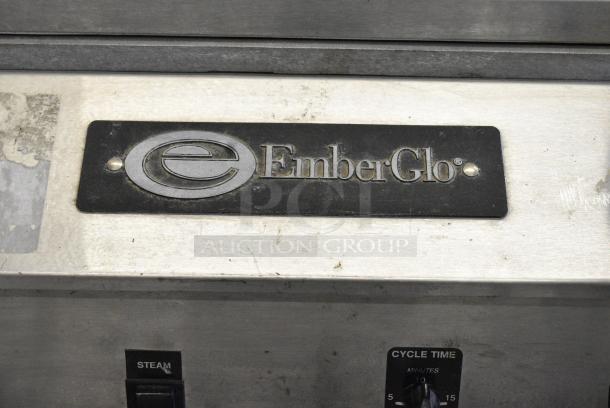 e EmberGlo®
PCI
AUCTION GROUP
STEAM
CYCLE TIME
MINUTES
10
5 15